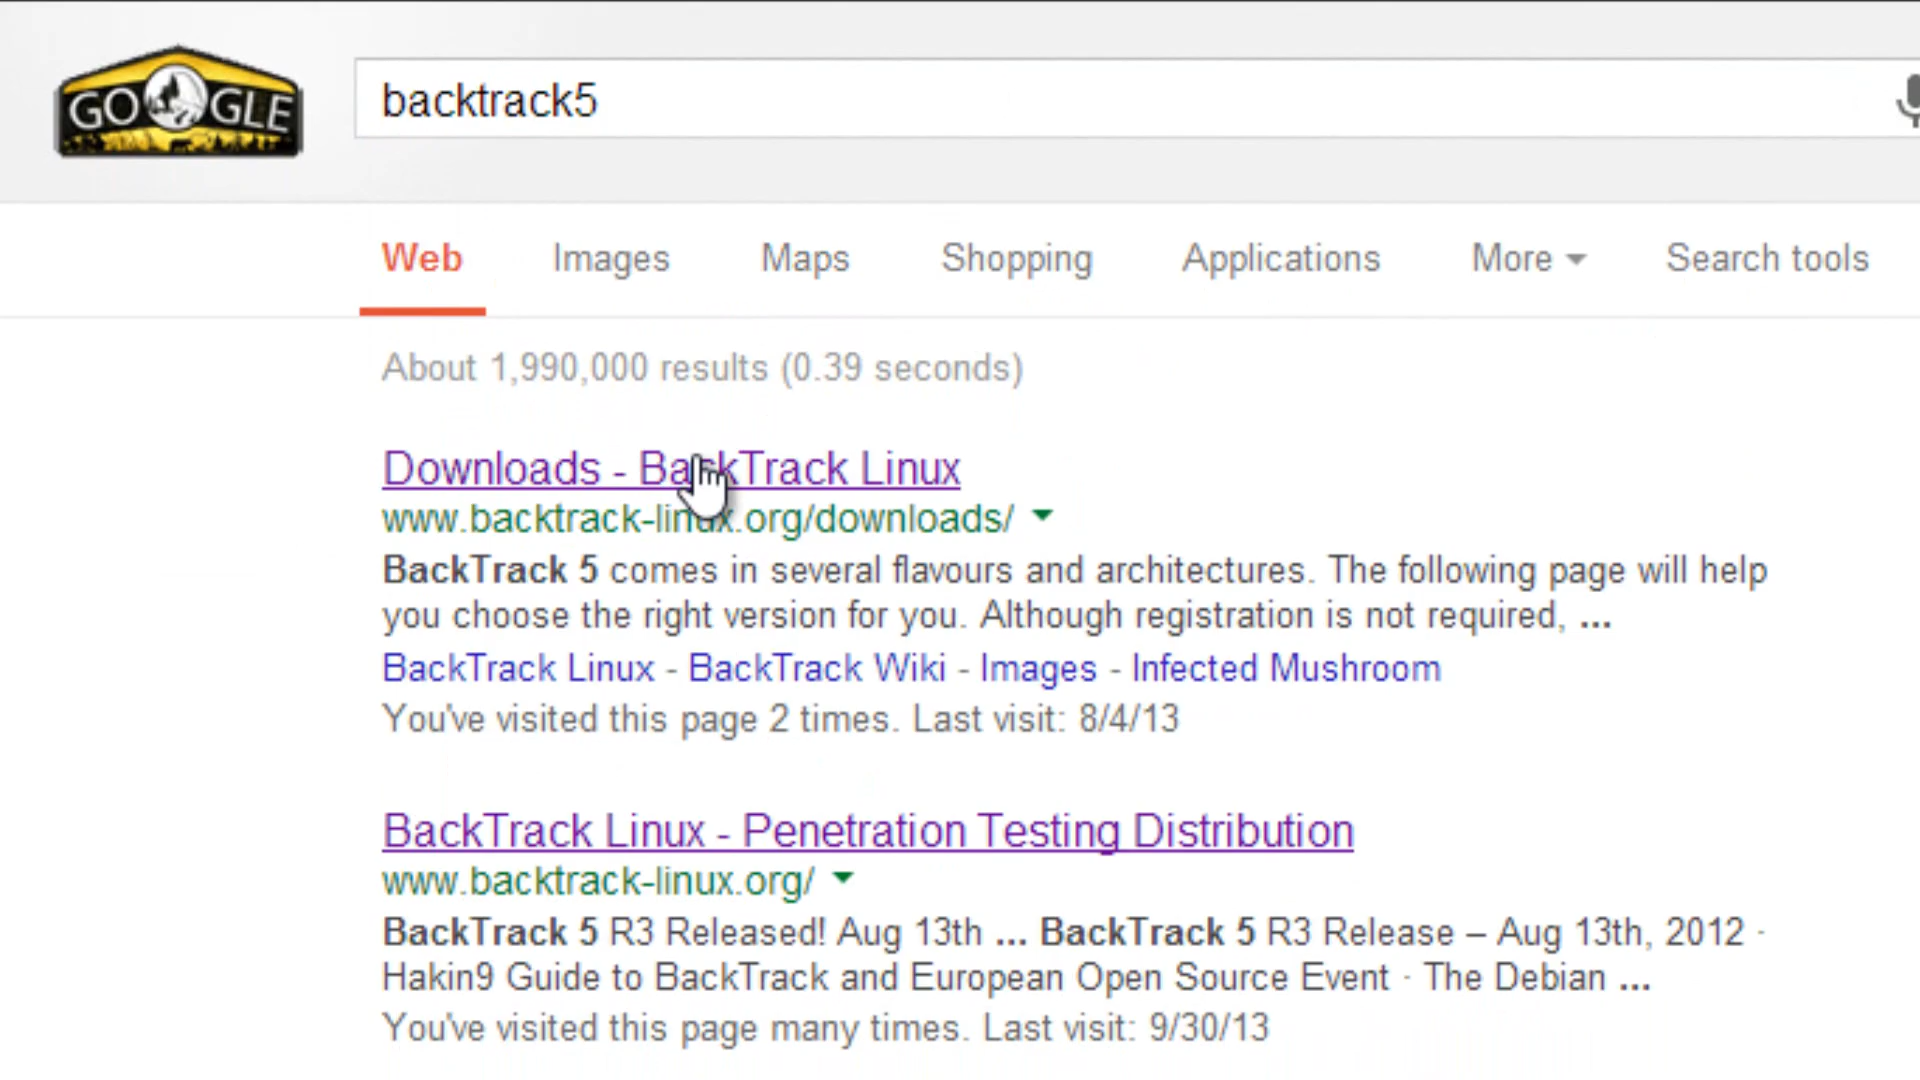 GOOGLE
backtrack5
Web Images Maps Shopping Applications More Search tools
About 1,990,000 results (0.39 seconds)
Downloads - BackTrack Linux
www.backtrack-linux.org/downloads/
BackTrack 5 comes in several flavours and architectures. The following page will help
you choose the right version for you. Although registration is not required, ...
BackTrack Linux - BackTrack Wiki - Images - Infected Mushroom
You've visited this page 2 times. Last visit: 8/4/13
BackTrack Linux - Penetration Testing Distribution
www.backtrack-linux.org/
BackTrack 5 R3 Released! Aug 13th ... BackTrack 5 R3 Release – Aug 13th, 2012 ·
Hakin9 Guide to BackTrack and European Open Source Event · The Debian ...
You've visited this page many times. Last visit: 9/30/13